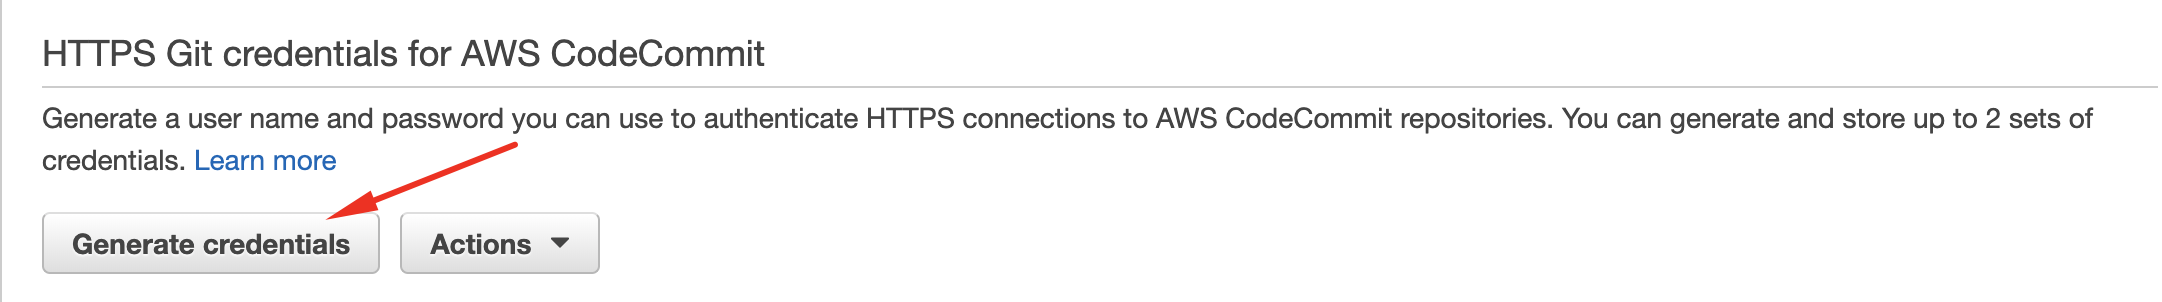 HTTPS Git credentials for AWS CodeCommit
Generate a user name and password you can use to authenticate HTTPS connections to AWS CodeCommit repositories. You can generate and store up to 2 sets of
credentials. Learn more
Generate credentials
Actions